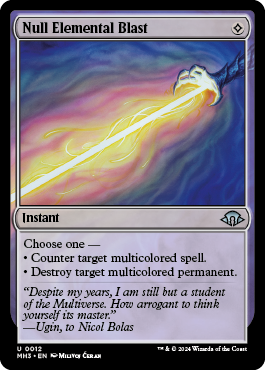 Null Elemental Blast
Instant
Choose one —
• Counter target multicolored spell.
• Destroy target multicolored permanent.
“Despite my years, I am still but a student
of the Multiverse. How arrogant to think
yourself its master.”
—Ugin, to Nicol Bolas
U 0012
MH3 • EN Milivoj Ćeran
™ & © 2024 Wizards of the Coast